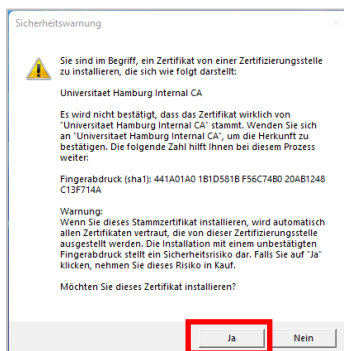 Sicherheitswarnung
Sie sind im Begriff, ein Zertifikat von einer Zertifizierungsstelle
zu installieren, die sich wie folgt darstellt:
Universitaet Hamburg Internal CA
Es wird nicht bestätigt, dass das Zertifikat wirklich von
"Universitaet Hamburg Internal CA" stammt. Wenden Sie sich
an "Universitaet Hamburg Internal CA", um die Herkunft zu
bestätigen. Die folgende Zahl hilft Ihnen bei diesem Prozess
weiter:
Fingerabdruck (sha1): 441A01A0 1B1D581B F56C74B0 20AB1248
C13F714A
Warnung:
Wenn Sie dieses Stammzertifikat installieren, wird automatisch
allen Zertifikaten vertraut, die von dieser Zertifizierungsstelle
ausgestellt werden. Die Installation mit einem unbestätigten
Fingerabdruck stellt ein Sicherheitsrisiko dar. Falls Sie auf "Ja"
klicken, nehmen Sie dieses Risiko in Kauf.
Möchten Sie dieses Zertifikat installieren?
Ja
Nein